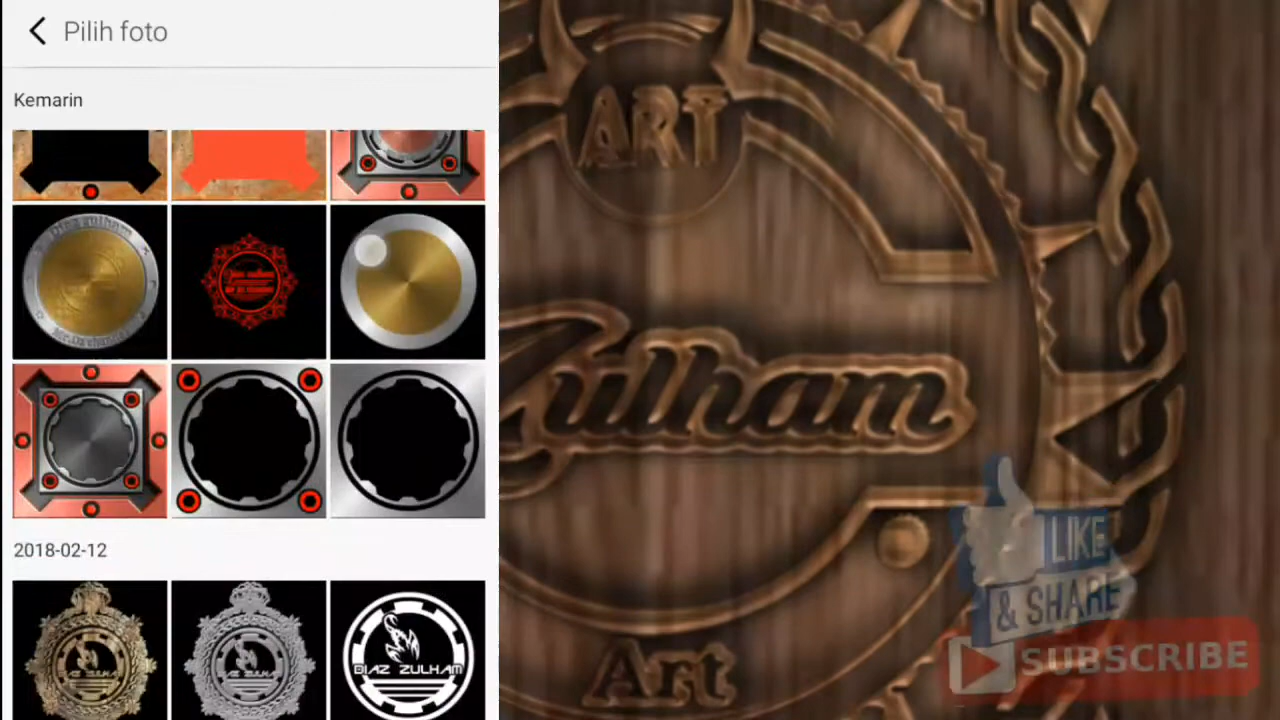 Pilih foto
Kemarin
2018-02-12
DIAZ ZULHAM
ART
Zulham
Art
LIKE
& SHARE
SUBSCRIBE